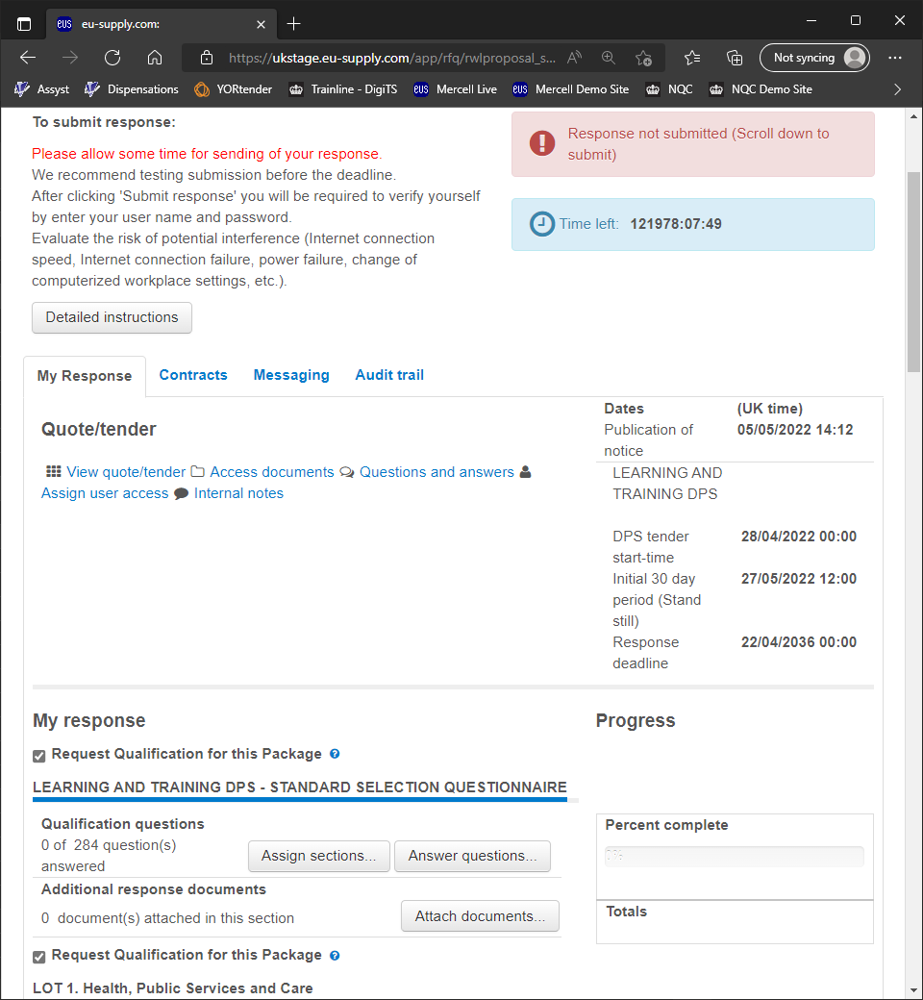 eus eu-supply.com:
https://ukstage.eu-supply.com/app/rfq/rwlproposal_s...
Not syncing
Assyst Dispensations YORtender Trainline - DigiTS eus Mercell Live eus Mercell Demo Site NQC NQC Demo Site
To submit response:
Please allow some time for sending of your response.
We recommend testing submission before the deadline.
After clicking 'Submit response' you will be required to verify yourself
by enter your user name and password.
Evaluate the risk of potential interference (Internet connection
speed, Internet connection failure, power failure, change of
computerized workplace settings, etc.).
Detailed instructions
Response not submitted (Scroll down to
submit)
Time left: 121978:07:49
My Response Contracts Messaging Audit trail
Quote/tender
View quote/tender Access documents Questions and answers
Assign user access Internal notes
Dates (UK time)
Publication of 05/05/2022 14:12
notice
LEARNING AND
TRAINING DPS
DPS tender 28/04/2022 00:00
start-time
Initial 30 day 27/05/2022 12:00
period (Stand
still)
Response 22/04/2036 00:00
deadline
My response
Request Qualification for this Package ?
LEARNING AND TRAINING DPS - STANDARD SELECTION QUESTIONNAIRE
Qualification questions
0 of 284 question(s)
answered
Assign sections... Answer questions...
Additional response documents
0 document(s) attached in this section
Attach documents...
Request Qualification for this Package ?
LOT 1. Health, Public Services and Care
Progress
Percent complete
Totals